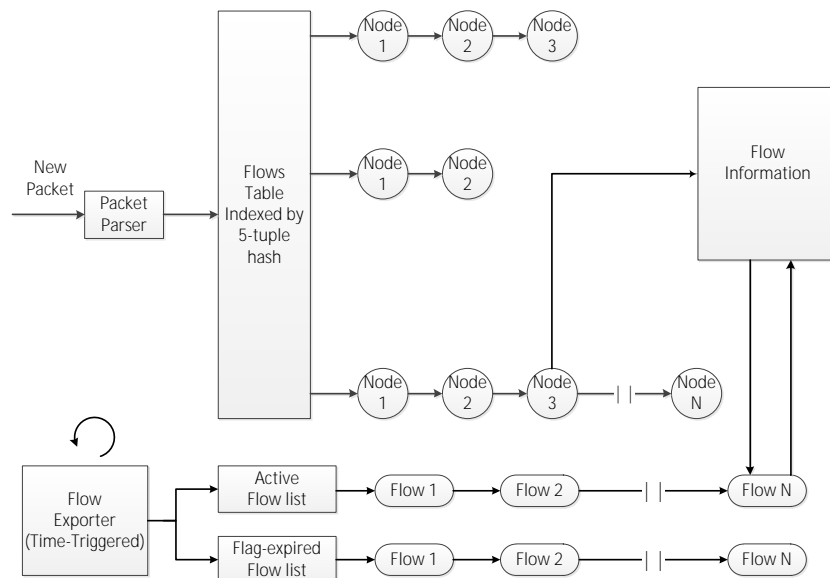 Node
1
Node
2
Node
3
New
Packet
Packet
Parser
Flows
Table
Indexed by
5-tuple
hash
Node
1
Node
2
Flow
Information
Node
1
Node
2
Node
3
Node
N
Flow
Exporter
(Time-Triggered)
Active
Flow list
Flow 1
Flow 2
Flow N
Flag-expired
Flow list
Flow 1
Flow 2
Flow N